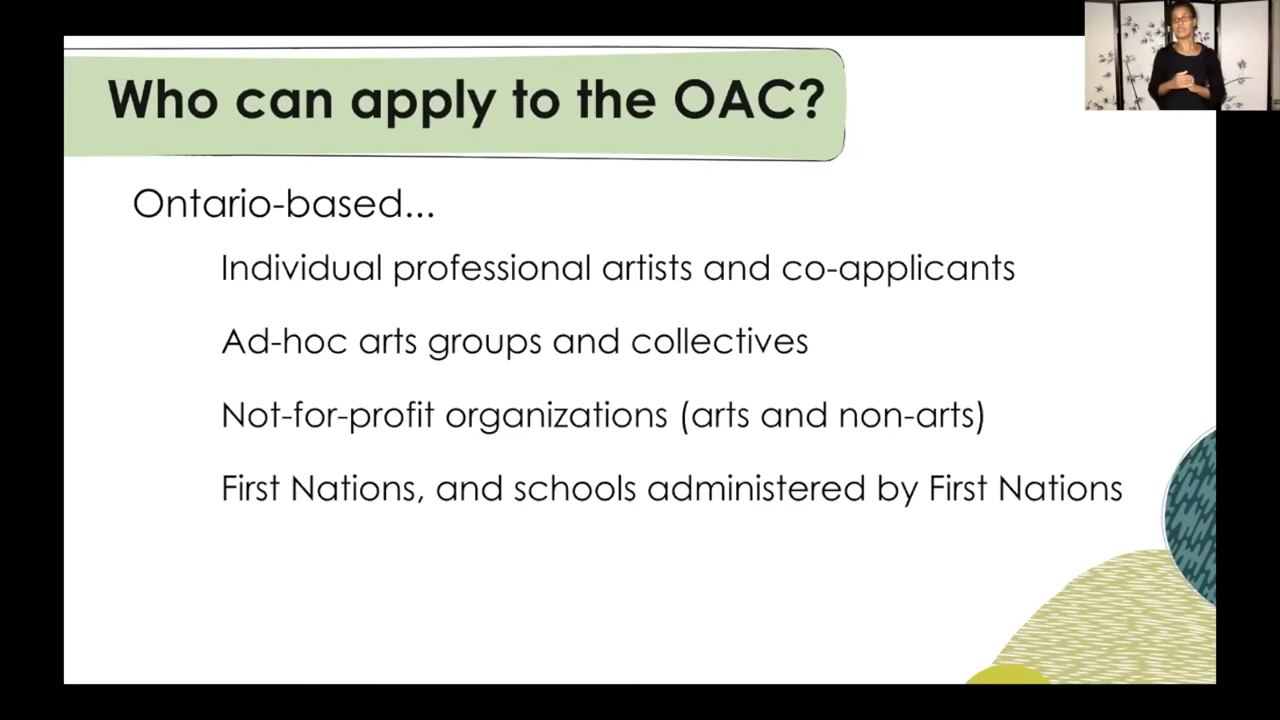 Who can apply to the OAC?
Ontario-based...
Individual professional artists and co-applicants
Ad-hoc arts groups and collectives
Not-for-profit organizations (arts and non-arts)
First Nations, and schools administered by First Nations